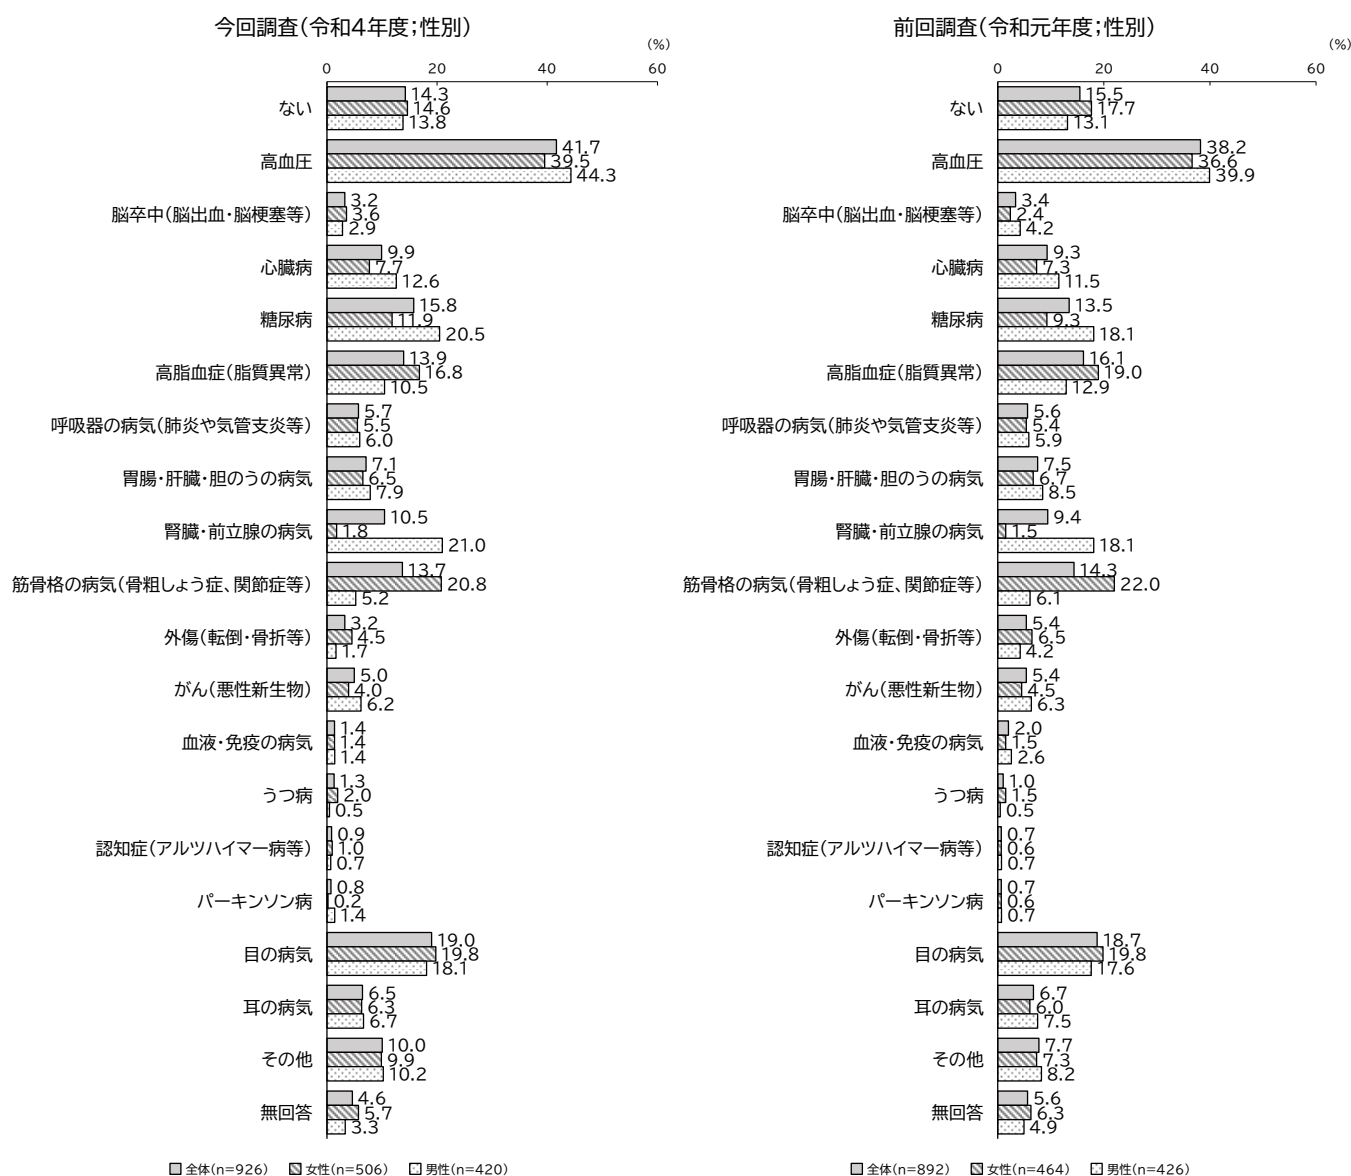 今回調査(令和4年度;性別)
(%)
0 20 40 60
ない 14.3 14.6 13.8
高血圧 41.7 39.5 44.3
脳卒中(脳出血・脳梗塞等) 3.2 3.6 2.9
心臓病 9.9 7.7 12.6
糖尿病 15.8 11.9 20.5
高脂血症(脂質異常) 13.9 16.8 10.5
呼吸器の病気(肺炎や気管支炎等) 5.7 5.5 6.0
胃腸・肝臓・胆のうの病気 7.1 6.5 7.9
腎臓・前立腺の病気 10.5 1.8 21.0
筋骨格の病気(骨粗しょう症、関節症等) 13.7 20.8 5.2
外傷(転倒・骨折等) 3.2 4.5 1.7
がん(悪性新生物) 5.0 4.0 6.2
血液・免疫の病気 1.4 1.4 1.4
うつ病 1.3 2.0 0.5
認知症(アルツハイマー病等) 0.9 1.0 0.7
パーキンソン病 0.8 0.2 1.4
目の病気 19.0 19.8 18.1
耳の病気 6.5 6.3 6.7
その他 10.0 9.9 10.2
無回答 4.6 5.7 3.3
全体(n=926) 女性(n=506) 男性(n=420)
前回調査(令和元年度;性別)
(%)
0 20 40 60
ない 15.5 17.7 13.1
高血圧 38.2 36.6 39.9
脳卒中(脳出血・脳梗塞等) 3.4 2.4 4.2
心臓病 9.3 7.3 11.5
糖尿病 13.5 9.3 18.1
高脂血症(脂質異常) 16.1 19.0 12.9
呼吸器の病気(肺炎や気管支炎等) 5.6 5.4 5.9
胃腸・肝臓・胆のうの病気 7.5 6.7 8.5
腎臓・前立腺の病気 9.4 1.5 18.1
筋骨格の病気(骨粗しょう症、関節症等) 14.3 22.0 6.1
外傷(転倒・骨折等) 5.4 6.5 4.2
がん(悪性新生物) 5.4 4.5 6.3
血液・免疫の病気 2.0 1.5 2.6
うつ病 1.0 1.5 0.5
認知症(アルツハイマー病等) 0.7 0.6 0.7
パーキンソン病 0.7 0.6 0.7
目の病気 18.7 19.8 17.6
耳の病気 6.7 6.0 7.5
その他 7.7 7.3 8.2
無回答 5.6 6.3 4.9
全体(n=892) 女性(n=464) 男性(n=426)